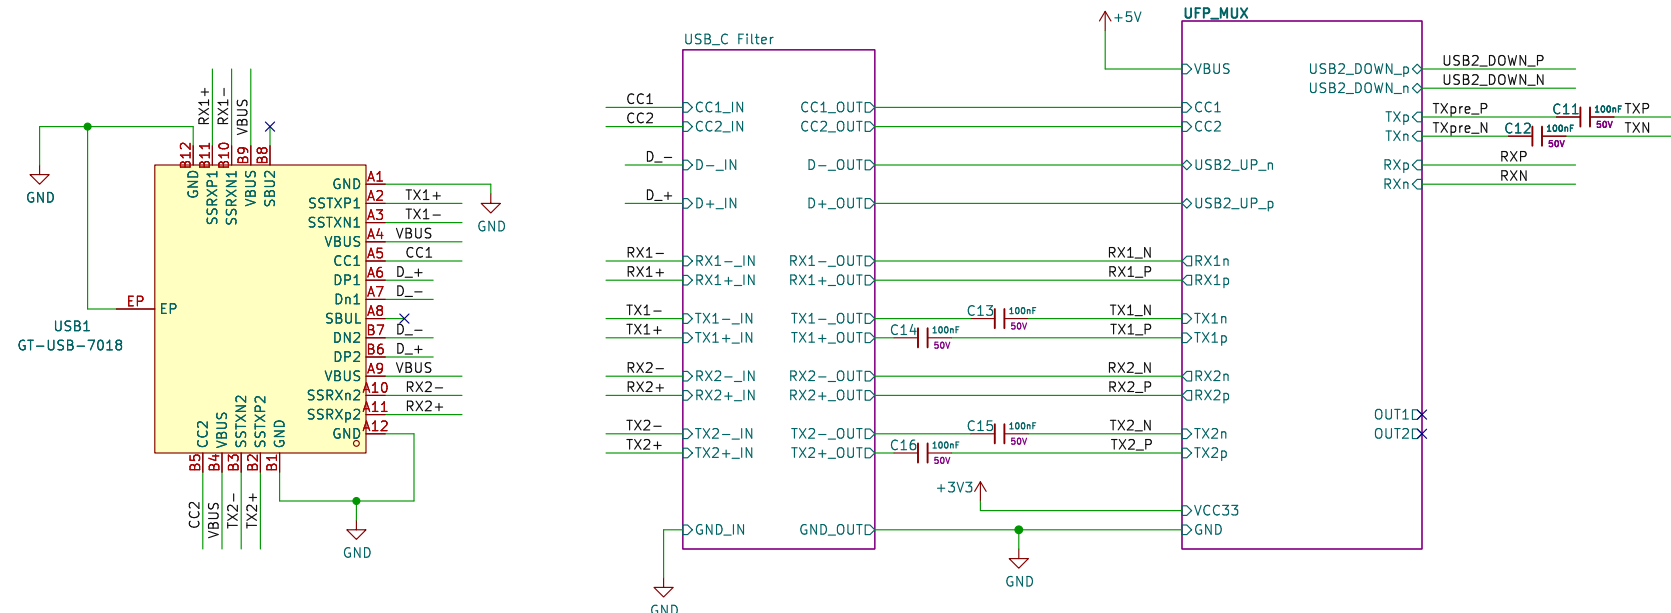 RX1+
RX1-
VBUS
B12
B11
B10
B9
B8
GND
SSRXP1
SSRXN1
VBUS
SBU2
GND
EP
EP
USB1
GT-USB-7018
GND
A1
SSTXP1
A2
TX1+
SSTXN1
A3
TX1-
VBUS
A4
VBUS
CC1
A5
CC1
DP1
A6
D_+
Dn1
A7
D_-
SBUL
A8
DN2
B7
D_-
DP2
B6
D_+
VBUS
A9
VBUS
SSRXn2
A10
RX2-
SSRXp2
A11
RX2+
GND
A12
GND
CC2
VBUS
SSTXN2
SSTXP2
GND
B5
B4
B3
B2
B1
CC2
VBUS
TX2-
TX2+
GND
USB_C Filter
CC1
CC1_IN
CC1_OUT
CC2
CC2_IN
CC2_OUT
D_-
D-_IN
D-_OUT
D_+
D+_IN
D+_OUT
RX1-
RX1-_IN
RX1-_OUT
RX1+
RX1+_IN
RX1+_OUT
TX1-
TX1-_IN
TX1-_OUT
TX1+
TX1+_IN
TX1+_OUT
RX2-
RX2-_IN
RX2-_OUT
RX2+
RX2+_IN
RX2+_OUT
TX2-
TX2-_IN
TX2-_OUT
TX2+
TX2+_IN
TX2+_OUT
GND_IN
GND_OUT
GND
+5V
RX1_N
RX1_P
C13
100nF
50V
TX1_N
C14
100nF
50V
TX1_P
RX2_N
RX2_P
C15
100nF
50V
TX2_N
C16
100nF
50V
TX2_P
+3V3
GND
UFP_MUX
VBUS
CC1
CC2
USB2_UP_n
USB2_UP_p
RX1n
RX1p
TX1n
TX1p
RX2n
RX2p
TX2n
TX2p
VCC33
GND
USB2_DOWN_p
USB2_DOWN_P
USB2_DOWN_n
USB2_DOWN_N
TXp
TXpre_P
C11
100nF
50V
TXP
TXn
TXpre_N
C12
100nF
50V
TXN
RXp
RXP
RXn
RXN
OUT1
OUT2